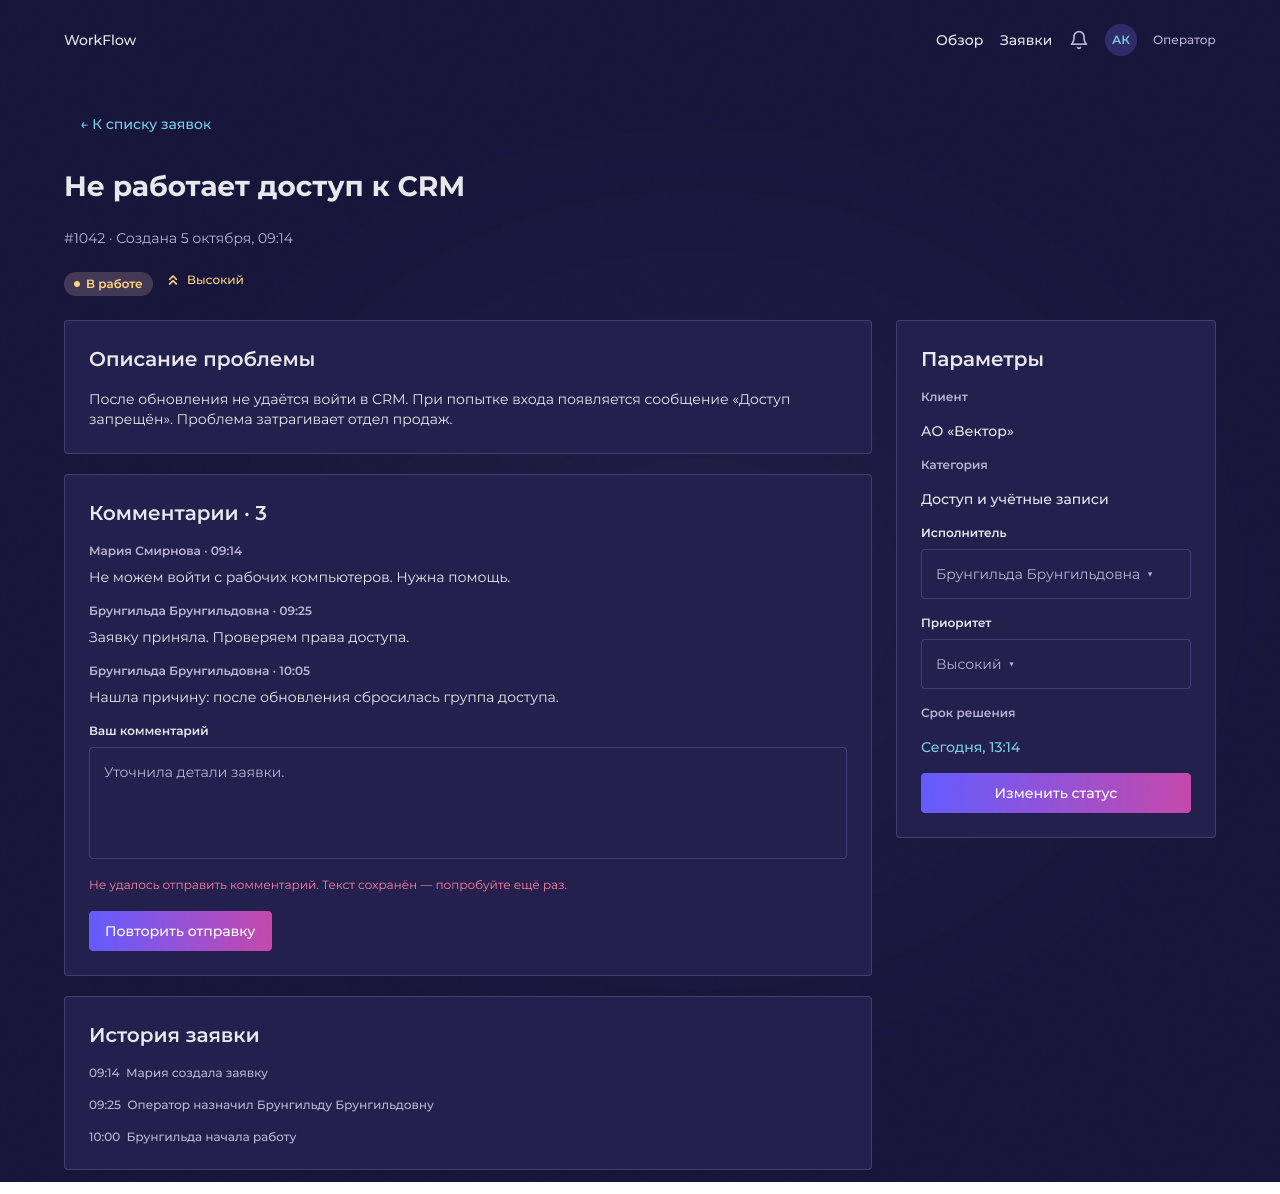 WorkFlow
Обзор Заявки АК Оператор
← К списку заявок
Не работает доступ к CRM
#1042 · Создана 5 октября, 09:14
В работе Высокий
Описание проблемы
После обновления не удаётся войти в CRM. При попытке входа появляется сообщение «Доступ
запрещён». Проблема затрагивает отдел продаж.
Комментарии · 3
Мария Смирнова · 09:14
Не можем войти с рабочих компьютеров. Нужна помощь.
Брунгильда Брунгильдовна · 09:25
Заявку приняла. Проверяем права доступа.
Брунгильда Брунгильдовна · 10:05
Нашла причину: после обновления сбросилась группа доступа.
Ваш комментарий
Уточнила детали заявки.
Не удалось отправить комментарий. Текст сохранён — попробуйте ещё раз.
Повторить отправку
История заявки
09:14 Мария создала заявку
09:25 Оператор назначил Брунгильду Брунгильдовну
10:00 Брунгильда начала работу
Параметры
Клиент
АО «Вектор»
Категория
Доступ и учётные записи
Исполнитель
Брунгильда Брунгильдовна ▾
Приоритет
Высокий ▾
Срок решения
Сегодня, 13:14
Изменить статус